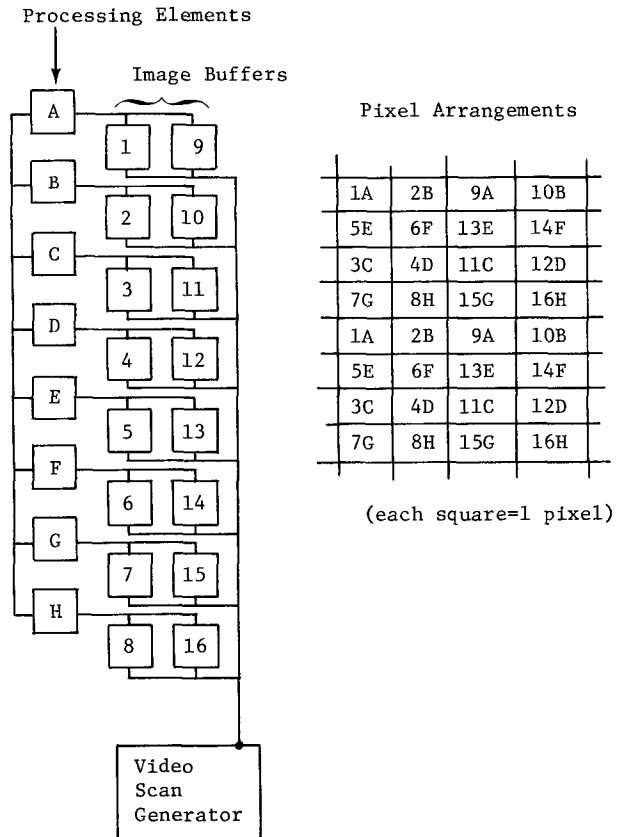 Processing Elements
Image Buffers
A
1 9
B
2 10
C
3 11
D
4 12
E
5 13
F
6 14
G
7 15
H
8 16
Video
Scan
Generator
Pixel Arrangements
1A 2B 9A 10B
5E 6F 13E 14F
3C 4D 11C 12D
7G 8H 15G 16H
1A 2B 9A 10B
5E 6F 13E 14F
3C 4D 11C 12D
7G 8H 15G 16H
(each square=1 pixel)